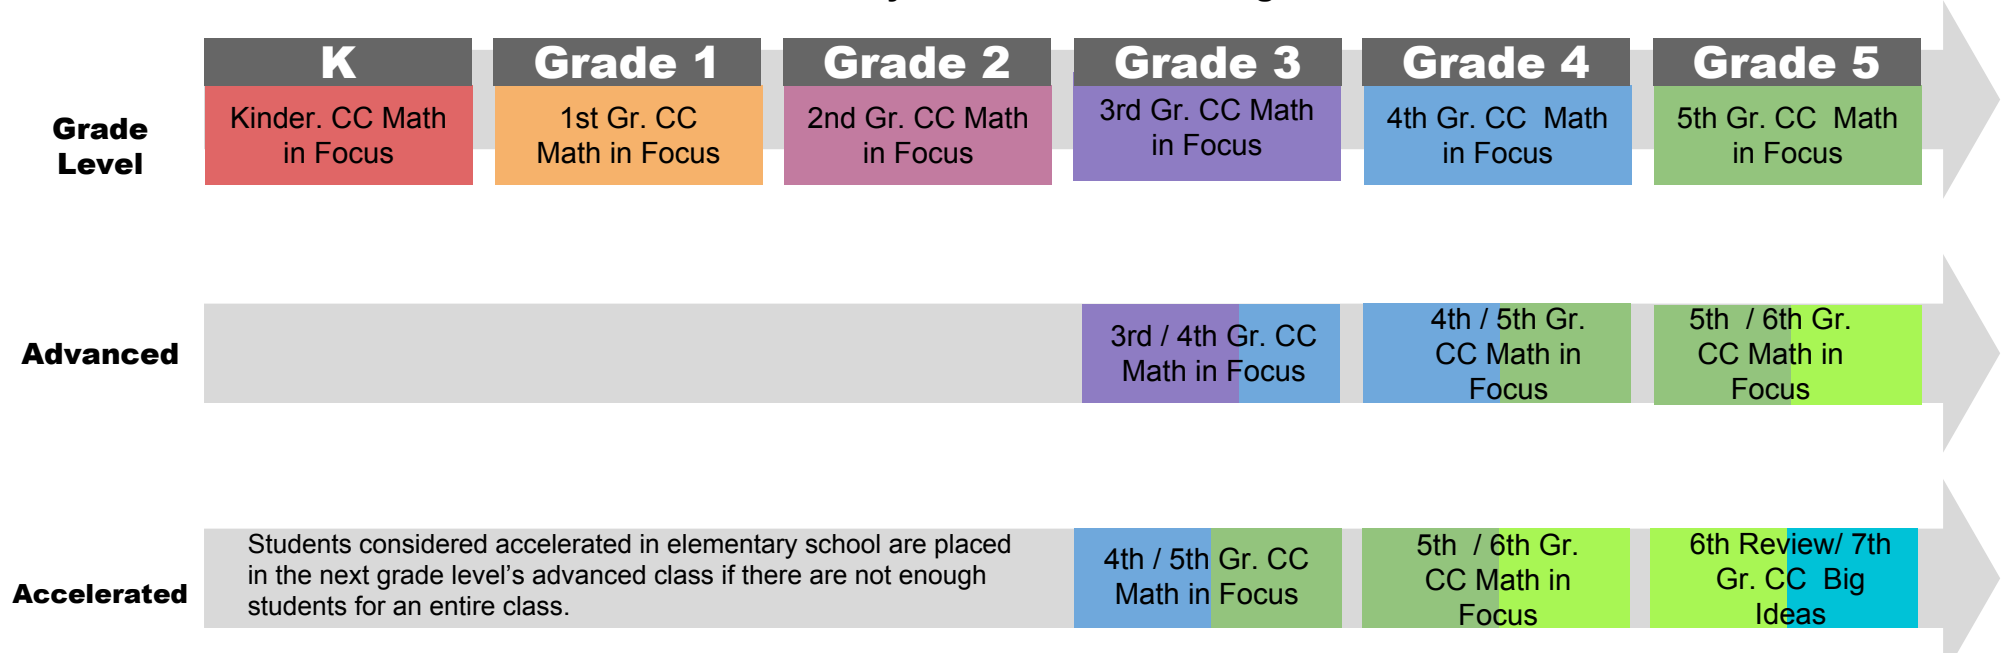 K
Grade 1
Grade 2
Grade 3
Grade 4
Grade 5
Grade
Level
Kinder. CC Math
in Focus
1st Gr. CC
Math in Focus
2nd Gr. CC Math
in Focus
3rd Gr. CC Math
in Focus
4th Gr. CC Math
in Focus
5th Gr. CC Math
in Focus
Advanced
3rd / 4th Gr. CC
Math in Focus
4th / 5th Gr.
CC Math in
Focus
5th / 6th Gr.
CC Math in
Focus
Accelerated
Students considered accelerated in elementary school are placed
in the next grade level's advanced class if there are not enough
students for an entire class.
4th / 5th Gr. CC
Math in Focus
5th / 6th Gr.
CC Math in
Focus
6th Review/ 7th
Gr. CC Big
Ideas